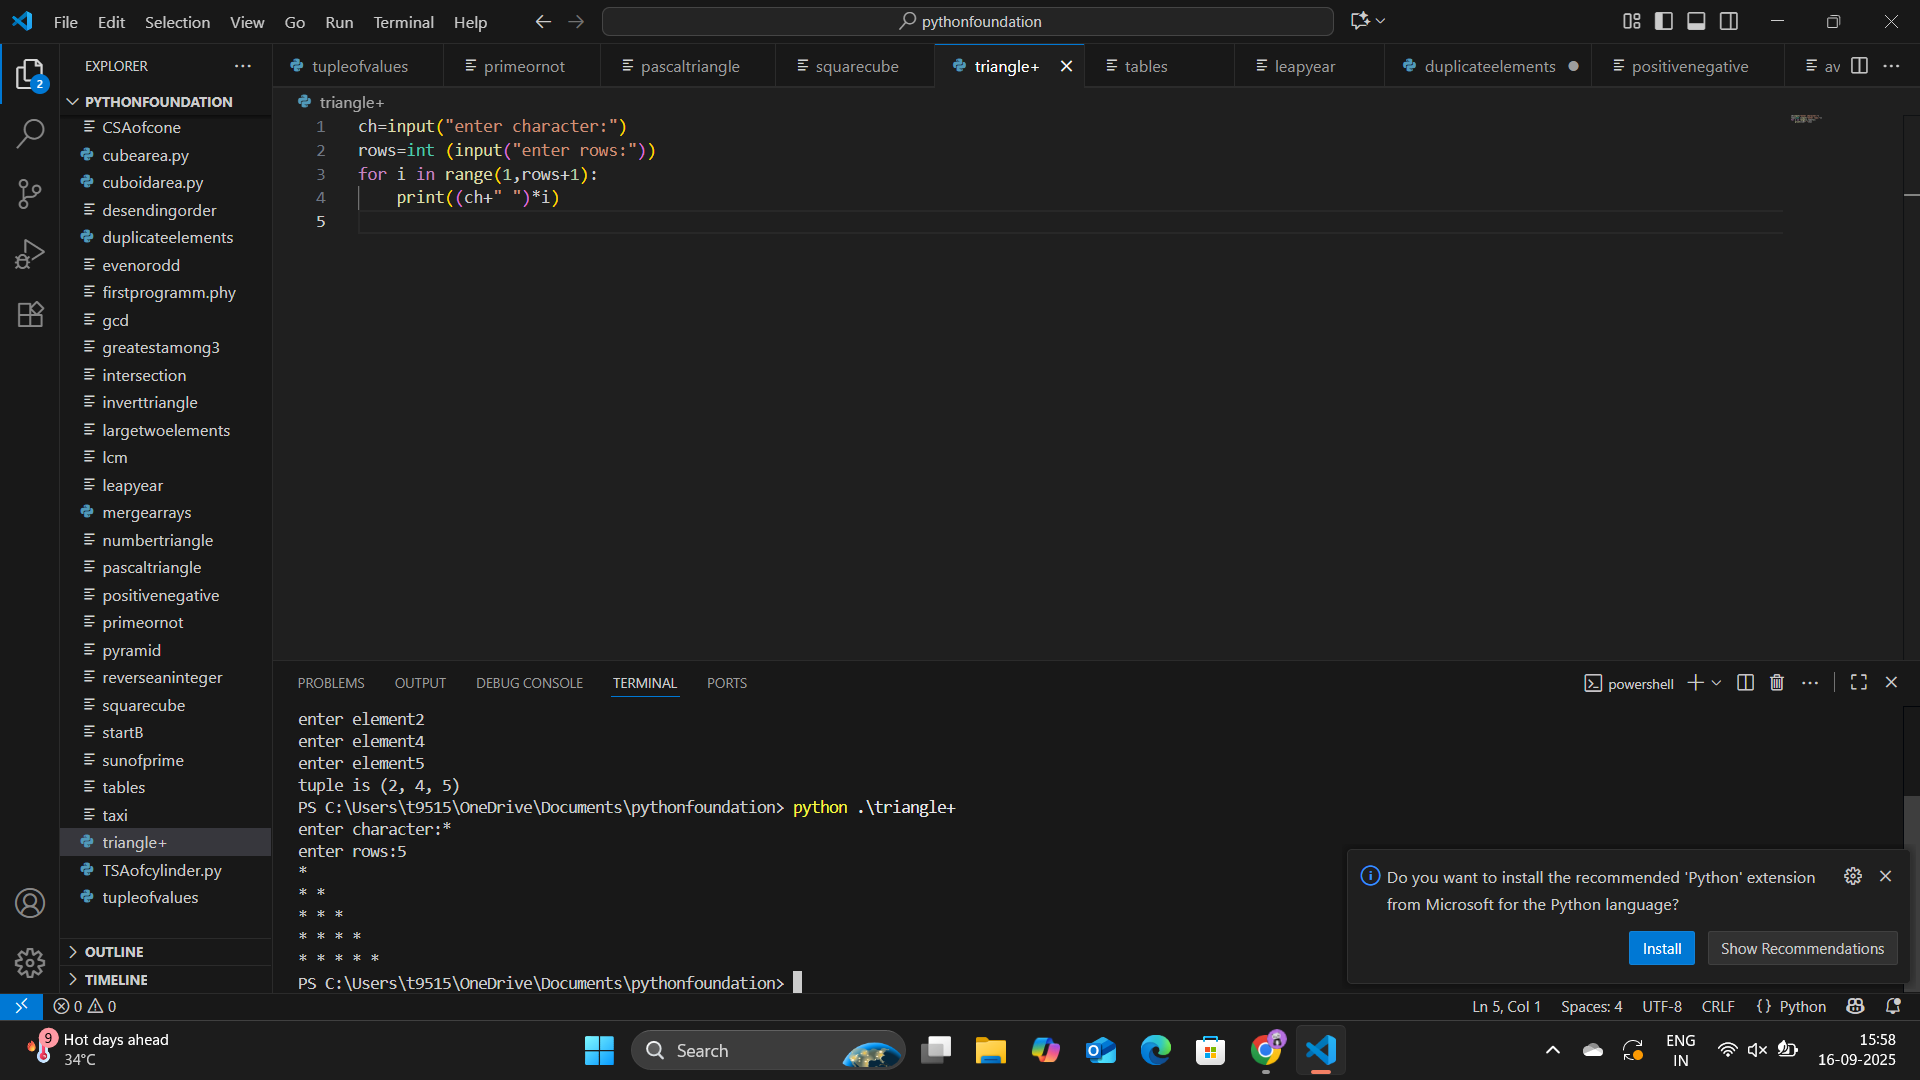 File Edit Selection View Go Run Terminal Help
pythonfoundation
EXPLORER
2
PYTHONFOUNDATION
CSAofcone
cubearea.py
cuboidarea.py
desendingorder
duplicateelements
evenorodd
firstprogramm.phy
gcd
greatestamong3
intersection
inverttriangle
largetwoelements
lcm
leapyear
mergearrays
numbertriangle
pascaltriangle
positivenegative
primeornot
pyramid
reverseaninteger
squarecube
startB
sunofprime
tables
taxi
triangle+
TSAofcylinder.py
tupleofvalues
OUTLINE
TIMELINE
tupleofvalues primeornot pascaltriangle squarecube triangle+ tables leapyear duplicateelements positivenegative av
triangle+
1 ch=input("enter character:")
2 rows=int (input("enter rows:"))
3 for i in range(1,rows+1):
4     print((ch+" ")*i)
5
PROBLEMS OUTPUT DEBUG CONSOLE TERMINAL PORTS
powershell
enter element2
enter element4
enter element5
tuple is (2, 4, 5)
PS C:\Users\t9515\OneDrive\Documents\pythonfoundation> python .\triangle+
enter character:*
enter rows:5
*
* *
* * *
* * * *
* * * * *
PS C:\Users\t9515\OneDrive\Documents\pythonfoundation>
Do you want to install the recommended 'Python' extension
from Microsoft for the Python language?
Install Show Recommendations
0 0 Ln 5, Col 1 Spaces: 4 UTF-8 CRLF {} Python
9 Hot days ahead
34°C
Search
ENG
IN
15:58
16-09-2025